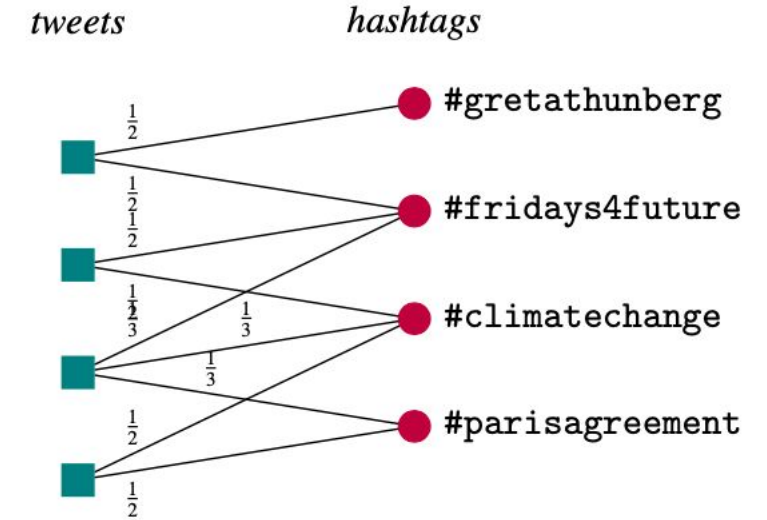 tweets hashtags
1/2 #gretathunberg
1/2 #fridays4future
1/2
1/2 1/3 1/3 #climatechange
1/3
1/2 #parisagreement
1/2